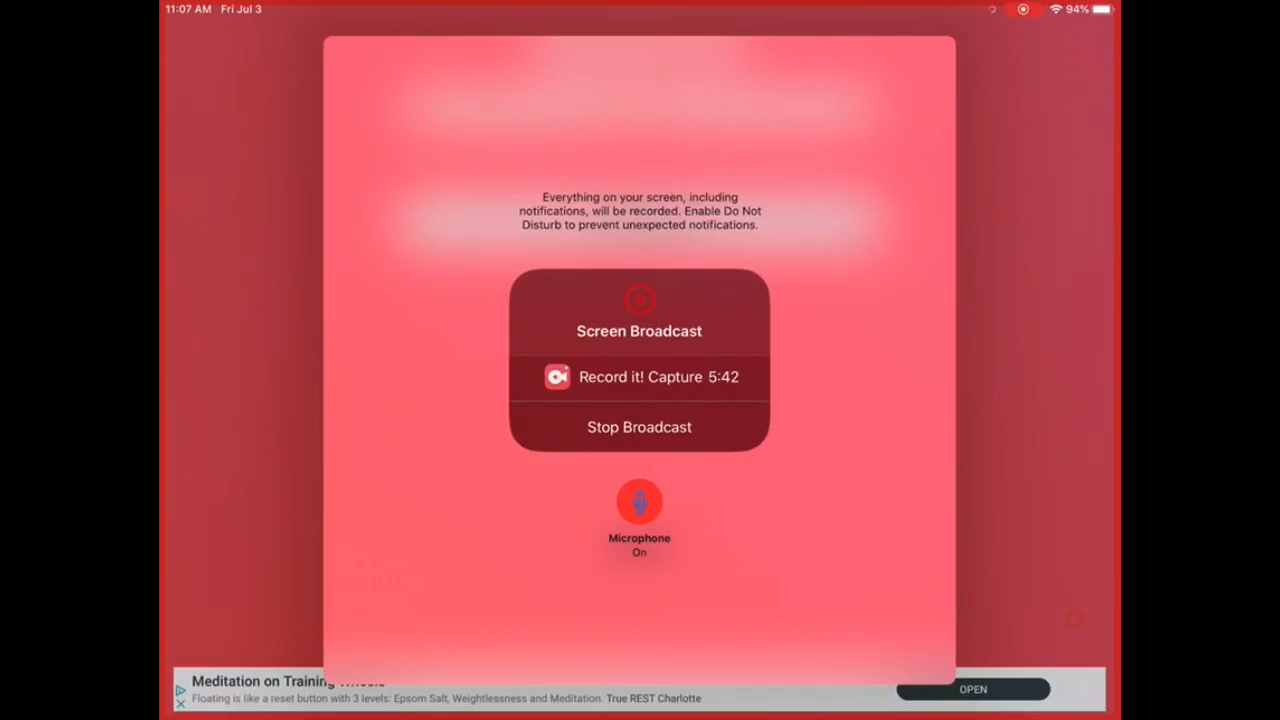 11:07 AM Fri Jul 3
94%
Everything on your screen, including
notifications, will be recorded. Enable Do Not
Disturb to prevent unexpected notifications.
Screen Broadcast
Record it! Capture 5:42
Stop Broadcast
Microphone
On
Meditation on Training
Floating is like a reset button with 3 levels: Epsom Salt, Weightlessness and Meditation. True REST Charlotte
OPEN